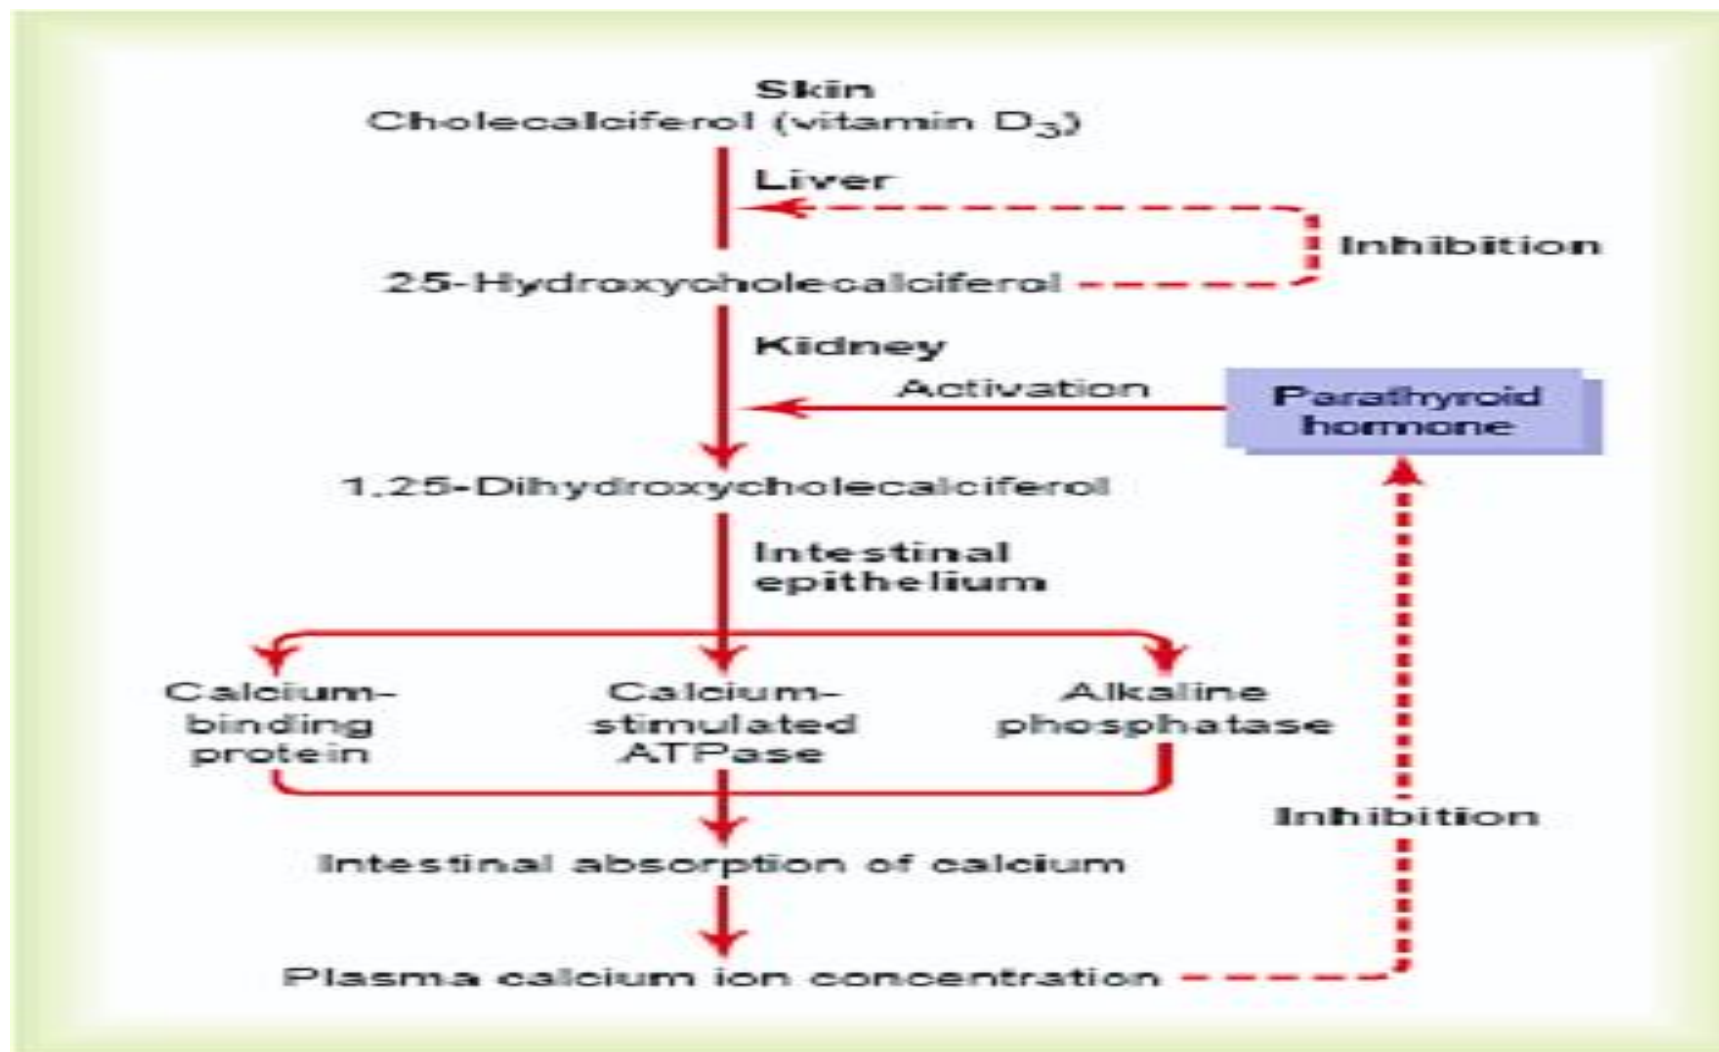 Skin
Cholecalciferol (vitamin D3)
Liver
Inhibition
25-Hydroxycholecalciferol
Kidney
Activation
Parathyroid
hormone
1,25-Dihydroxycholecalciferol
Intestinal
epithelium
Calcium-
binding
protein
Calcium-
stimulated
ATPase
Alkaline
phosphatase
Inhibition
Intestinal absorption of calcium
Plasma calcium ion concentration